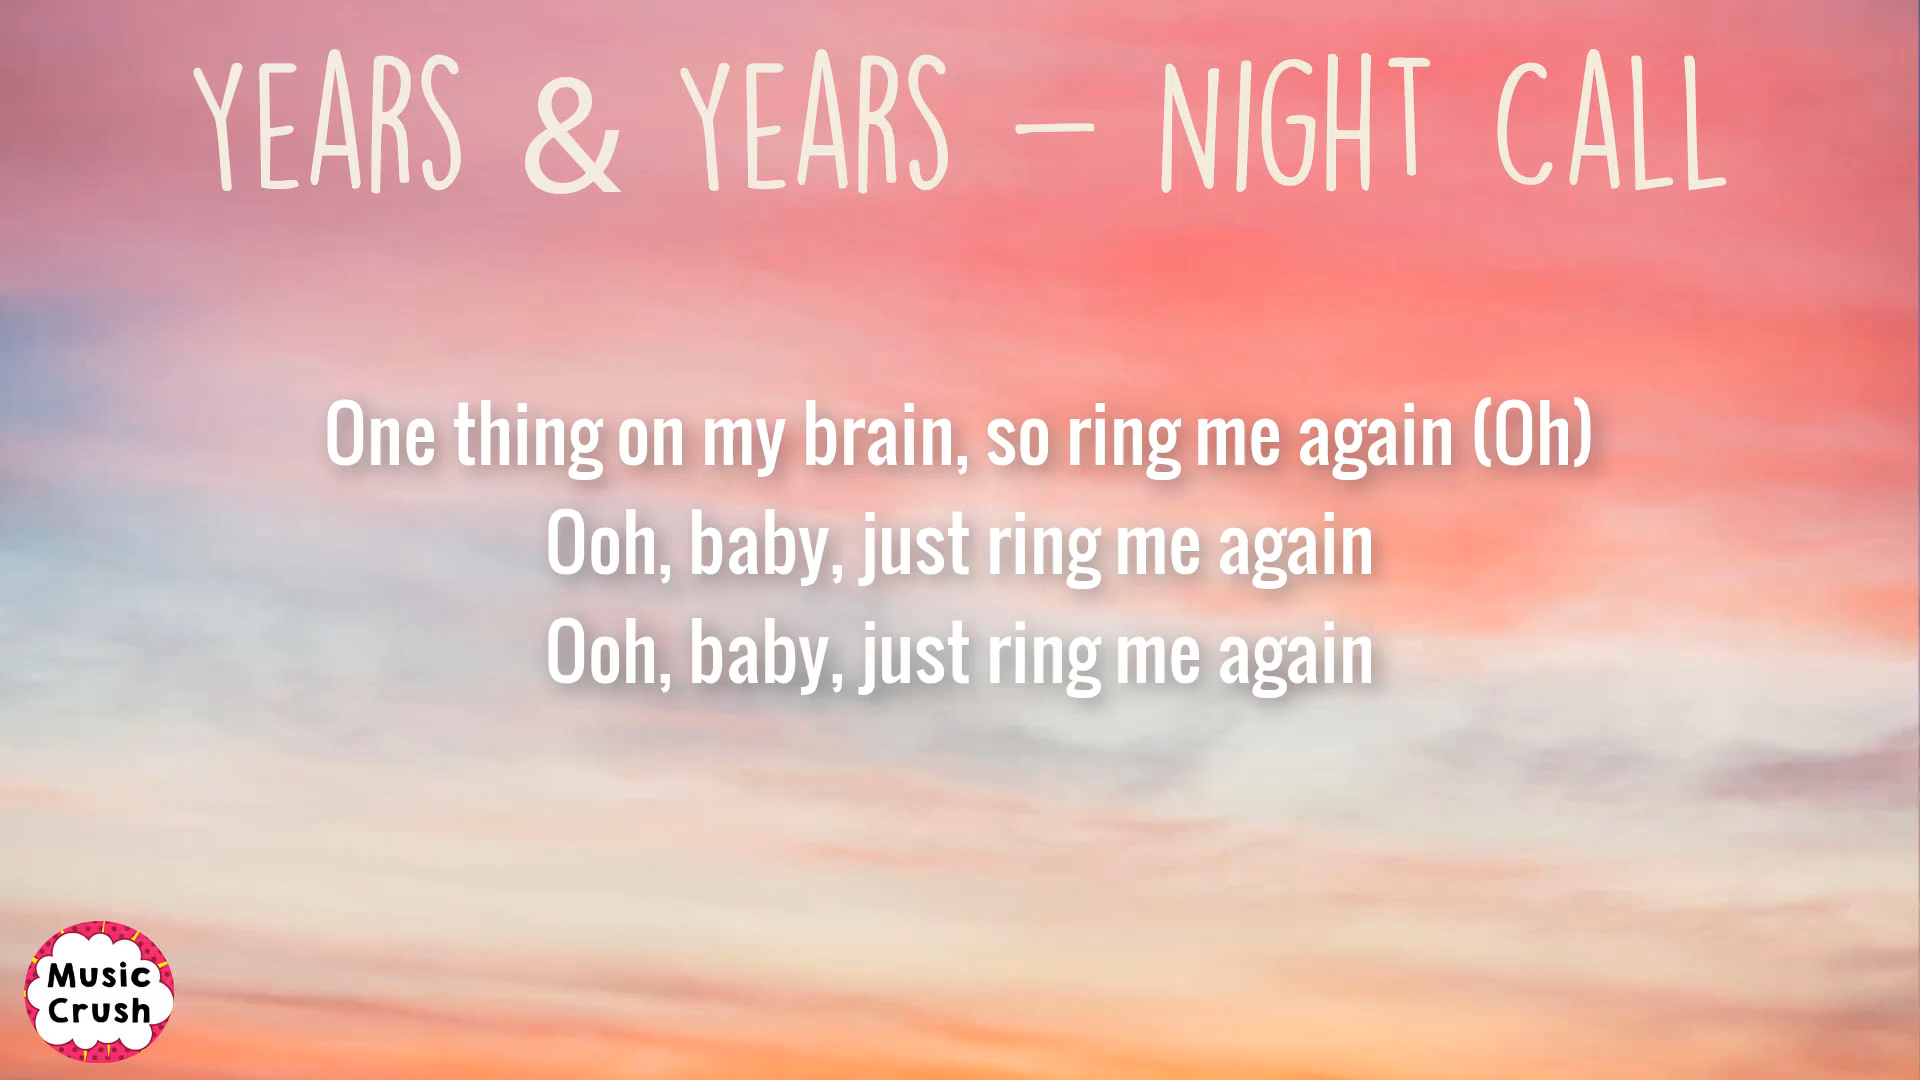 YEARS & YEARS – NIGHT CALL
One thing on my brain, so ring me again (Oh)
Ooh, baby, just ring me again
Ooh, baby, just ring me again
Music
Crush